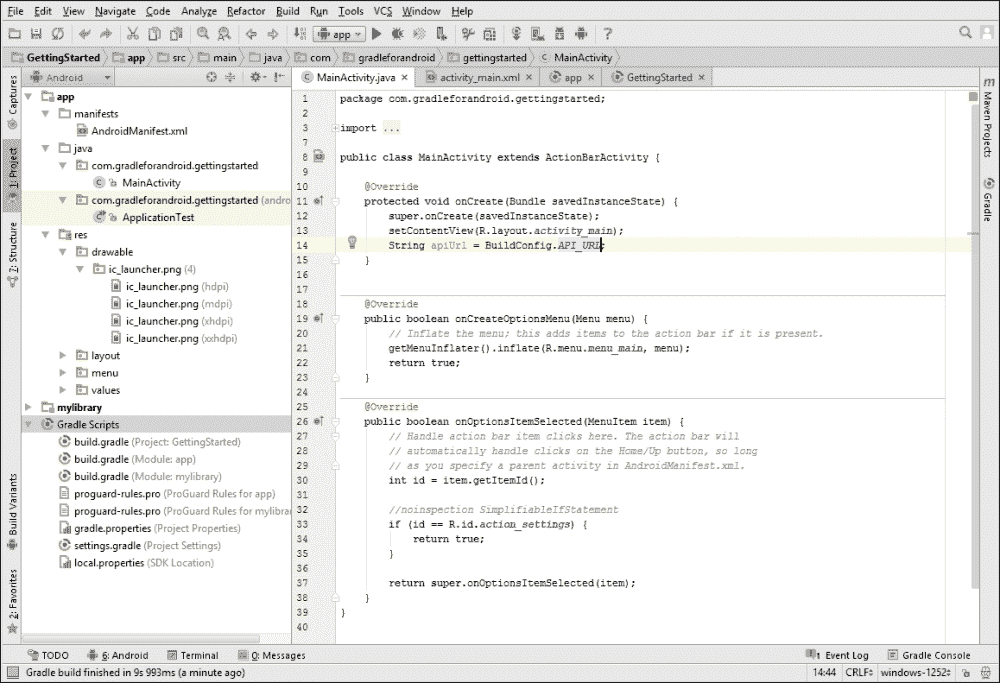 File Edit View Navigate Code Analyze Refactor Build Run Tools VCS Window Help
app
GettingStarted app src main java com gradleforandroid gettingstarted MainActivity
Android
MainActivity.java activity_main.xml app GettingStarted
Captures
1: Project
Z: Structure
Build Variants
2: Favorites
app
manifests
AndroidManifest.xml
java
com.gradleforandroid.gettingstarted
MainActivity
com.gradleforandroid.gettingstarted (andro
ApplicationTest
res
drawable
ic_launcher.png (4)
ic_launcher.png (hdpi)
ic_launcher.png (mdpi)
ic_launcher.png (xhdpi)
ic_launcher.png (xxhdpi)
layout
menu
values
mylibrary
Gradle Scripts
build.gradle (Project: GettingStarted)
build.gradle (Module: app)
build.gradle (Module: mylibrary)
proguard-rules.pro (ProGuard Rules for app)
proguard-rules.pro (ProGuard Rules for mylibrar
gradle.properties (Project Properties)
settings.gradle (Project Settings)
local.properties (SDK Location)
1 package com.gradleforandroid.gettingstarted;
2
3 import ...
7
8 public class MainActivity extends ActionBarActivity {
9
10 @Override
11 protected void onCreate(Bundle savedInstanceState) {
12 super.onCreate(savedInstanceState);
13 setContentView(R.layout.activity_main);
14 String apiUrl = BuildConfig.API_URL;
15 }
16
17
18 @Override
19 public boolean onCreateOptionsMenu(Menu menu) {
20 // Inflate the menu; this adds items to the action bar if it is present.
21 getMenuInflater().inflate(R.menu.menu_main, menu);
22 return true;
23 }
24
25 @Override
26 public boolean onOptionsItemSelected(MenuItem item) {
27 // Handle action bar item clicks here. The action bar will
28 // automatically handle clicks on the Home/Up button, so long
29 // as you specify a parent activity in AndroidManifest.xml.
30 int id = item.getItemId();
31
32 //noinspection SimplifiableIfStatement
33 if (id == R.id.action_settings) {
34 return true;
35 }
36
37 return super.onOptionsItemSelected(item);
38 }
39 }
40
Maven Projects
Gradle
TODO 6: Android Terminal 0: Messages 1 Event Log Gradle Console
Gradle build finished in 9s 993ms (a minute ago) 14:44 CRLF windows-1252